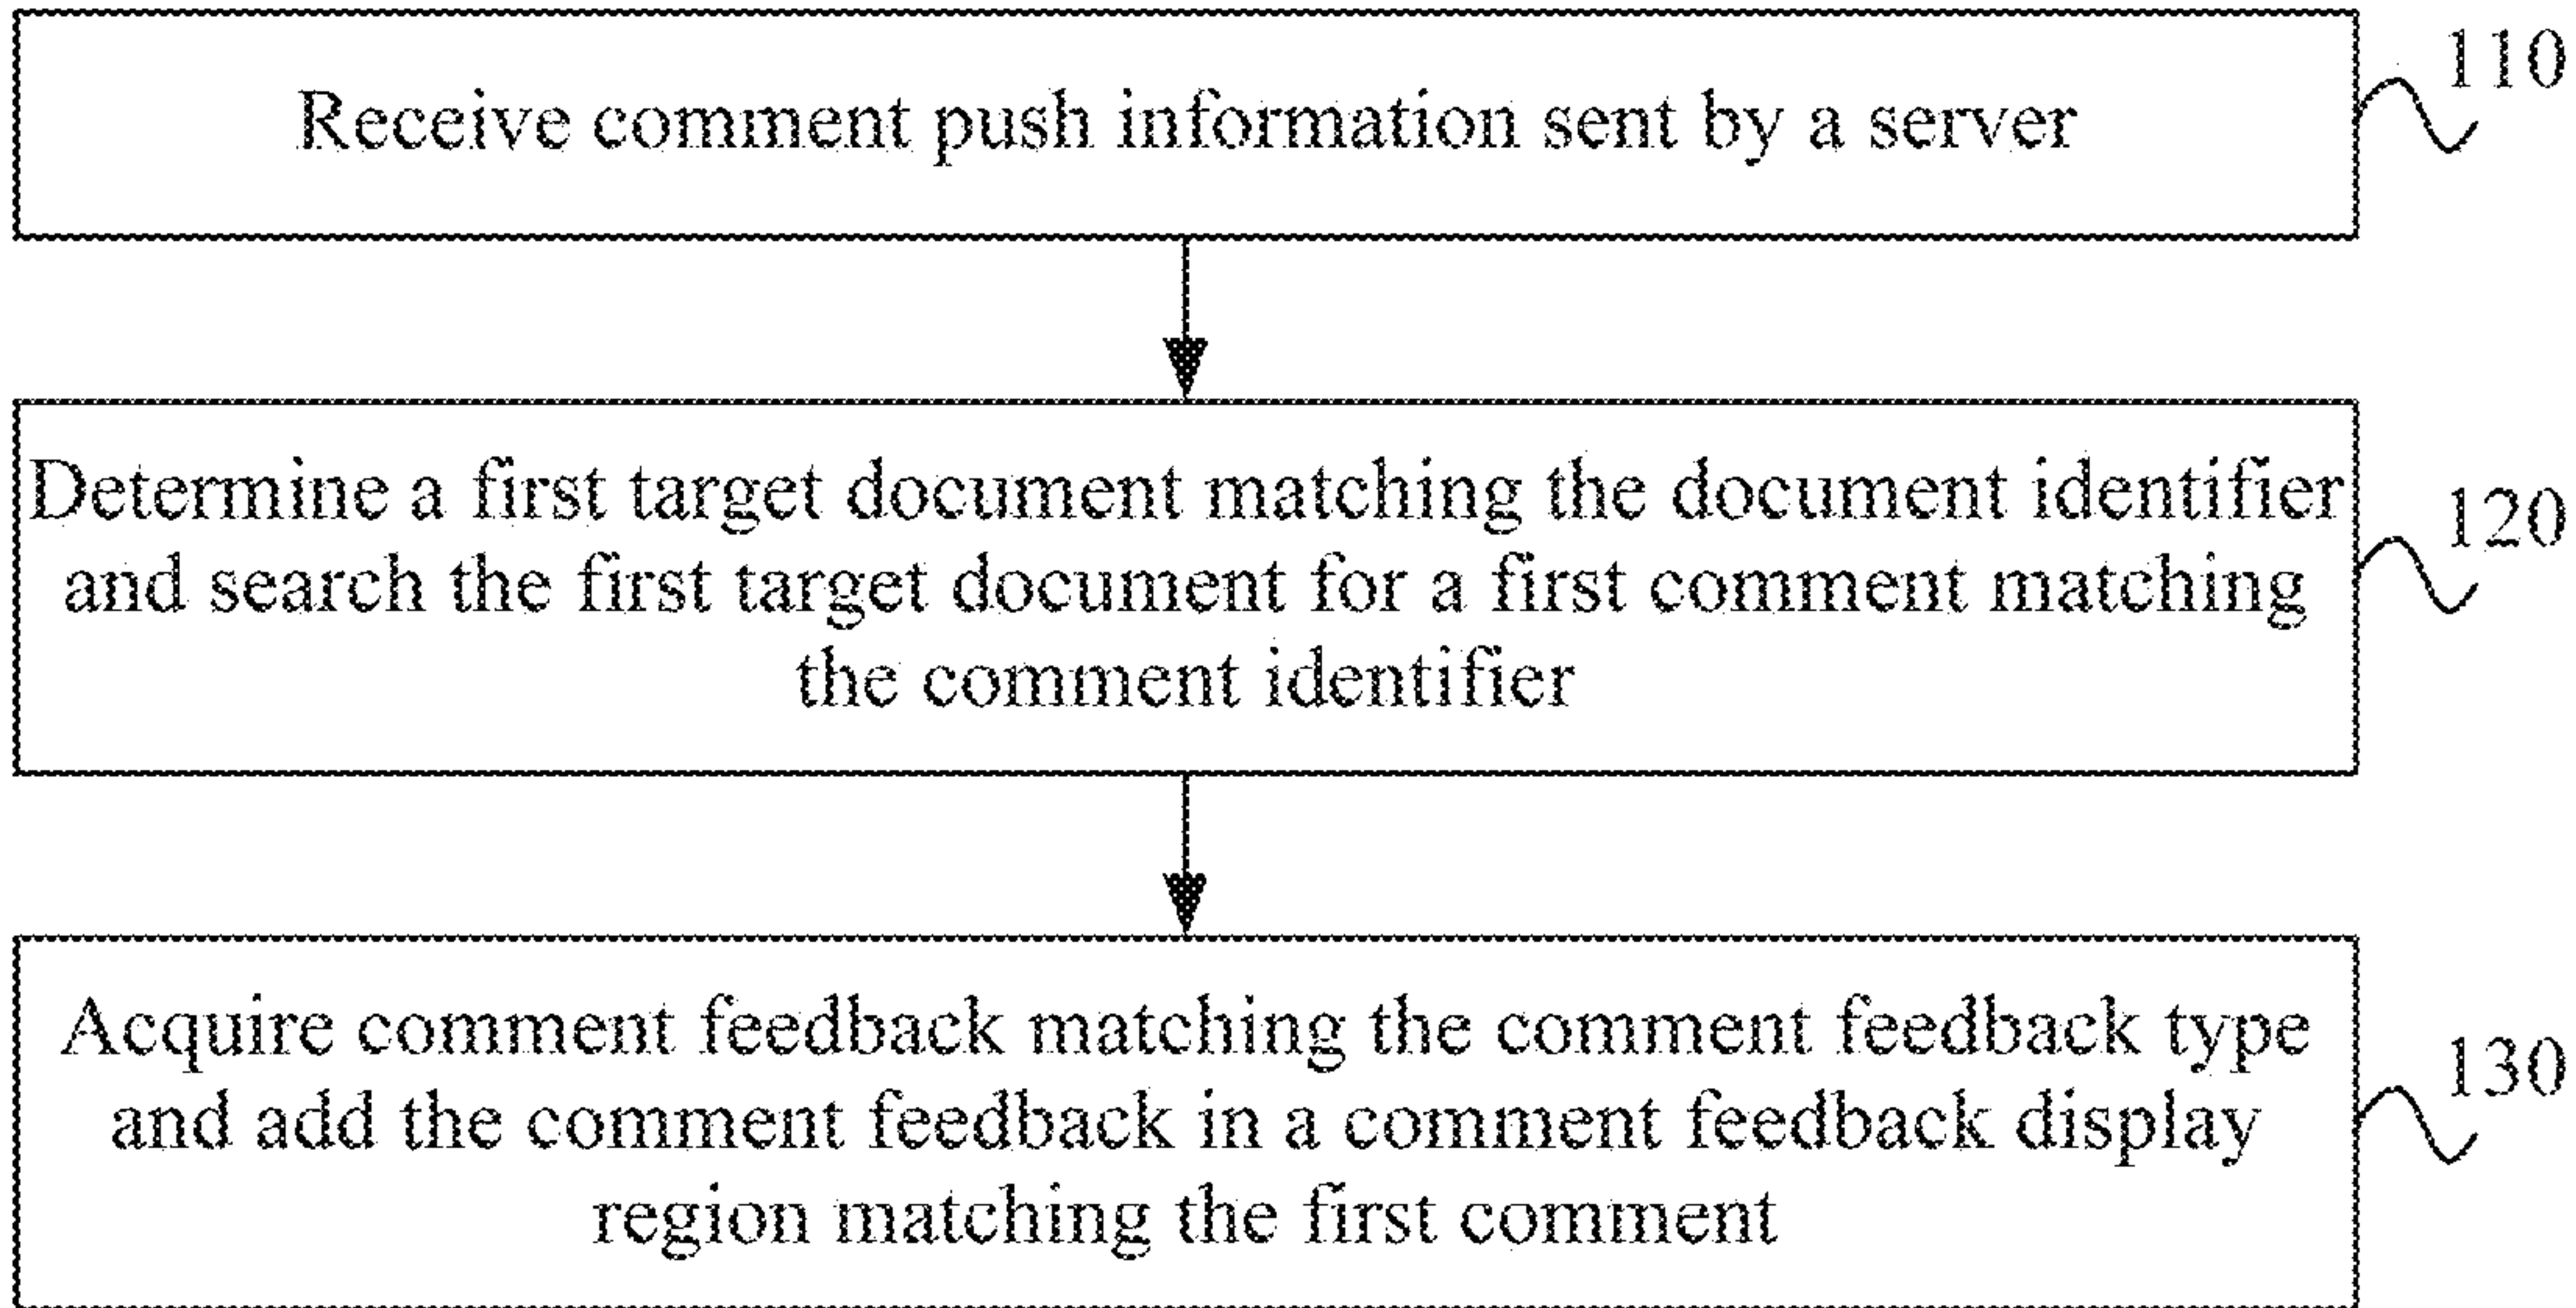 Receive comment push information sent by a server
110
Determine a first target document matching the document identifier
and search the first target document for a first comment matching
the comment identifier
120
Acquire comment feedback matching the comment feedback type
and add the comment feedback in a comment feedback display
region matching the first comment
130